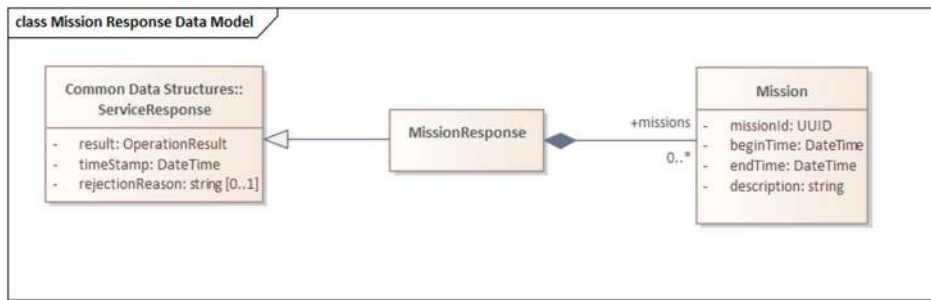 class Mission Response Data Model
Common Data Structures::
ServiceResponse
- result: OperationResult
- timeStamp: DateTime
- rejectionReason: string [0..1]
MissionResponse
+missions
0..*
Mission
- missionId: UUID
- beginTime: DateTime
- endTime: DateTime
- description: string